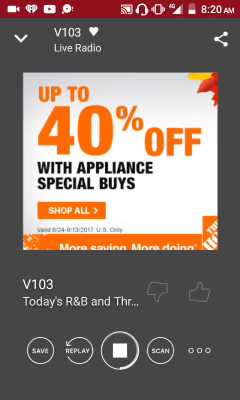 4G
8:20 AM
V103
Live Radio
UP TO
40% OFF
WITH APPLIANCE
SPECIAL BUYS
SHOP ALL >
Valid 8/24-9/13/2017 U.S. Only.
More saving. More doing.
V103
Today's R&B and Thr...
SAVE
REPLAY
SCAN